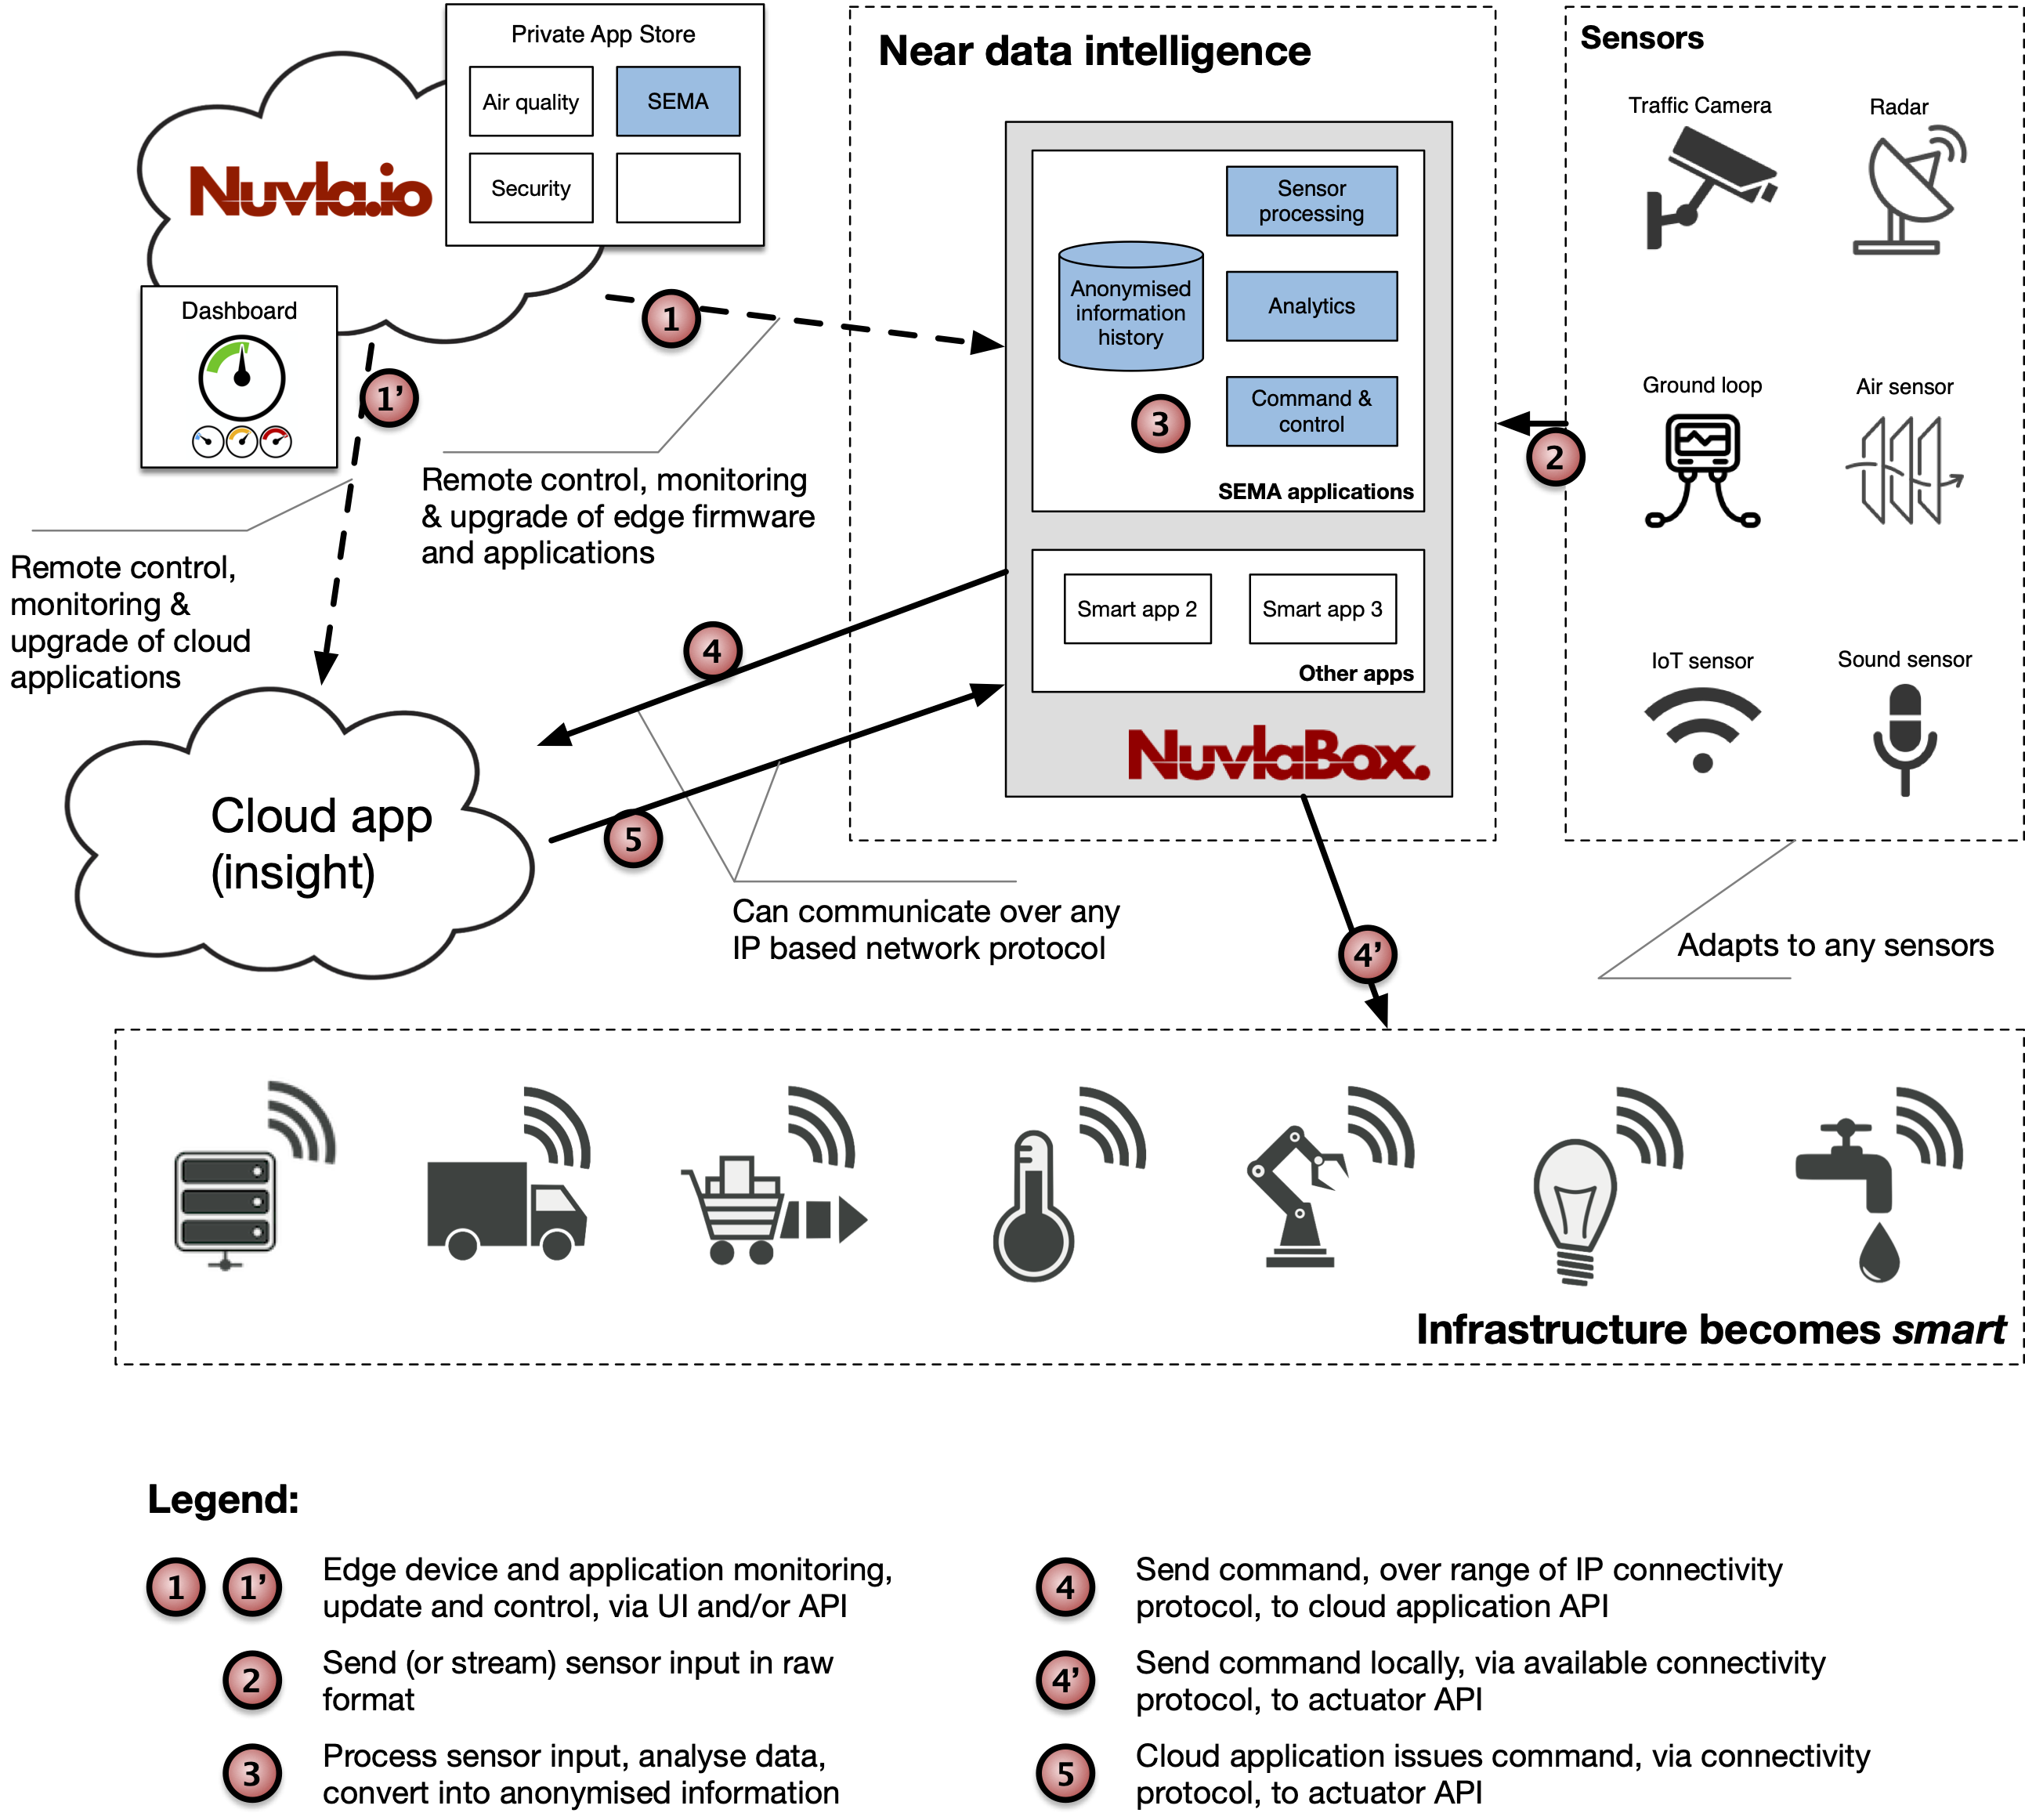 Private App Store
Air quality
SEMA
Security
Nuvla.io
Dashboard
1
1’
Remote control, monitoring
& upgrade of edge firmware
and applications
Remote control,
monitoring &
upgrade of cloud
applications
Near data intelligence
Sensor
processing
Anonymised
information
history
Analytics
Command &
control
3
SEMA applications
Smart app 2
Smart app 3
Other apps
NuvlaBox.
Sensors
Traffic Camera
Radar
Ground loop
Air sensor
2
IoT sensor
Sound sensor
4
5
Cloud app
(insight)
Can communicate over any
IP based network protocol
4’
Adapts to any sensors
Infrastructure becomes smart
Legend:
1 1’ Edge device and application monitoring,
update and control, via UI and/or API
2 Send (or stream) sensor input in raw
format
3 Process sensor input, analyse data,
convert into anonymised information
4 Send command, over range of IP connectivity
protocol, to cloud application API
4’ Send command locally, via available connectivity
protocol, to actuator API
5 Cloud application issues command, via connectivity
protocol, to actuator API